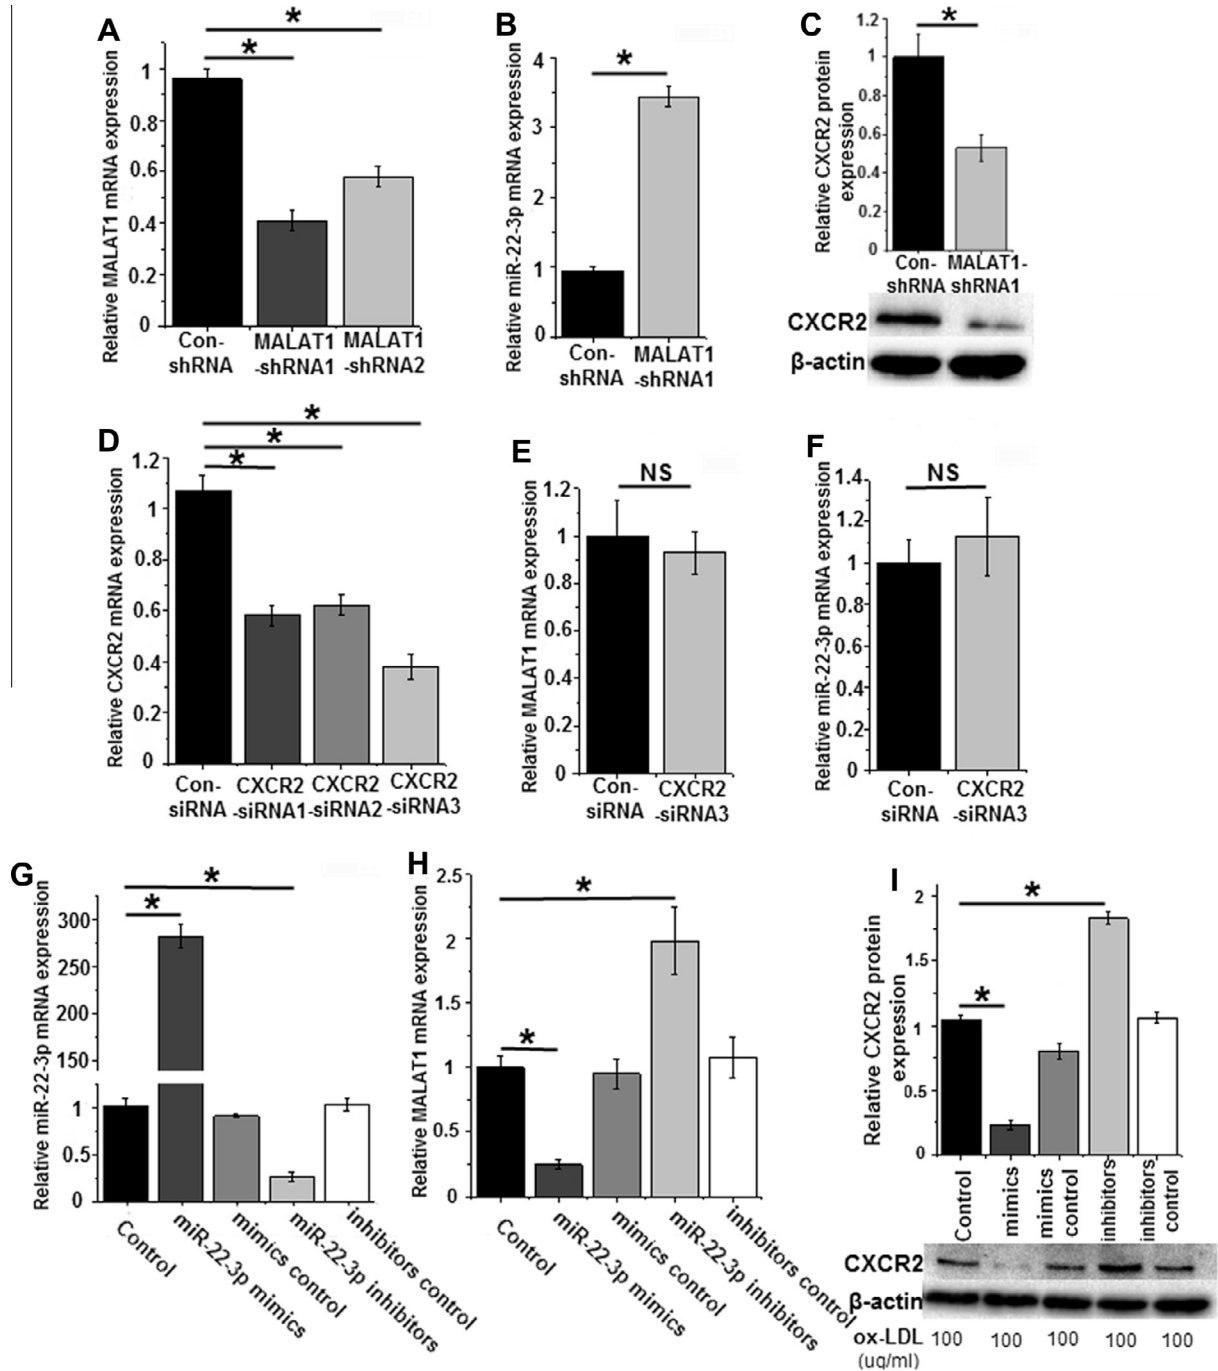 A
Relative MALAT1 mRNA expression
1
0.8
0.6
0.4
0.2
0
*
*
Con-
shRNA
MALAT1
-shRNA1
MALAT1
-shRNA2
B
Relative miR-22-3p mRNA expression
4
3
2
1
0
*
Con-
shRNA
MALAT1
-shRNA1
C
Relative CXCR2 protein
expression
1.2
1
0.8
0.6
0.4
0.2
0
*
Con-
shRNA
MALAT1-
shRNA1
CXCR2
β-actin
D
Relative CXCR2 mRNA expression
1.2
1
0.8
0.6
0.4
0.2
0
*
*
*
Con-
siRNA
CXCR2
-siRNA1
CXCR2
-siRNA2
CXCR2
-siRNA3
E
Relative MALAT1 mRNA expression
1.2
1
0.8
0.6
0.4
0.2
0
NS
Con-
siRNA
CXCR2
-siRNA3
F
Relative miR-22-3p mRNA expression
1.4
1.2
1
0.8
0.6
0.4
0.2
0
NS
Con-
siRNA
CXCR2
-siRNA3
G
Relative miR-22-3p mRNA expression
300
250
200
150
1
0.5
0
*
*
Control
miR-22-3p mimics
mimics control
miR-22-3p inhibitors
inhibitors control
H
Relative MALAT1 mRNA expression
2.5
2
1.5
1
0.5
0
*
*
Control
miR-22-3p mimics
mimics control
miR-22-3p inhibitors
inhibitors control
I
Relative CXCR2 protein
expression
2
1.5
1
0.5
0
*
*
Control
mimics
mimics
control
inhibitors
inhibitors
control
CXCR2
β-actin
ox-LDL 100 100 100 100 100
(ug/ml)